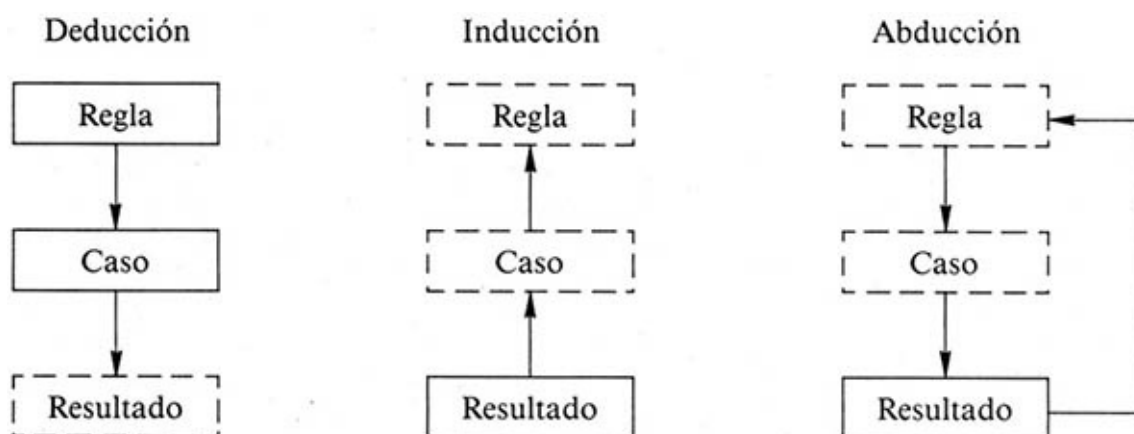 Deducción Inducción Abducción
Regla Regla Regla
Caso Caso Caso
Resultado Resultado Resultado